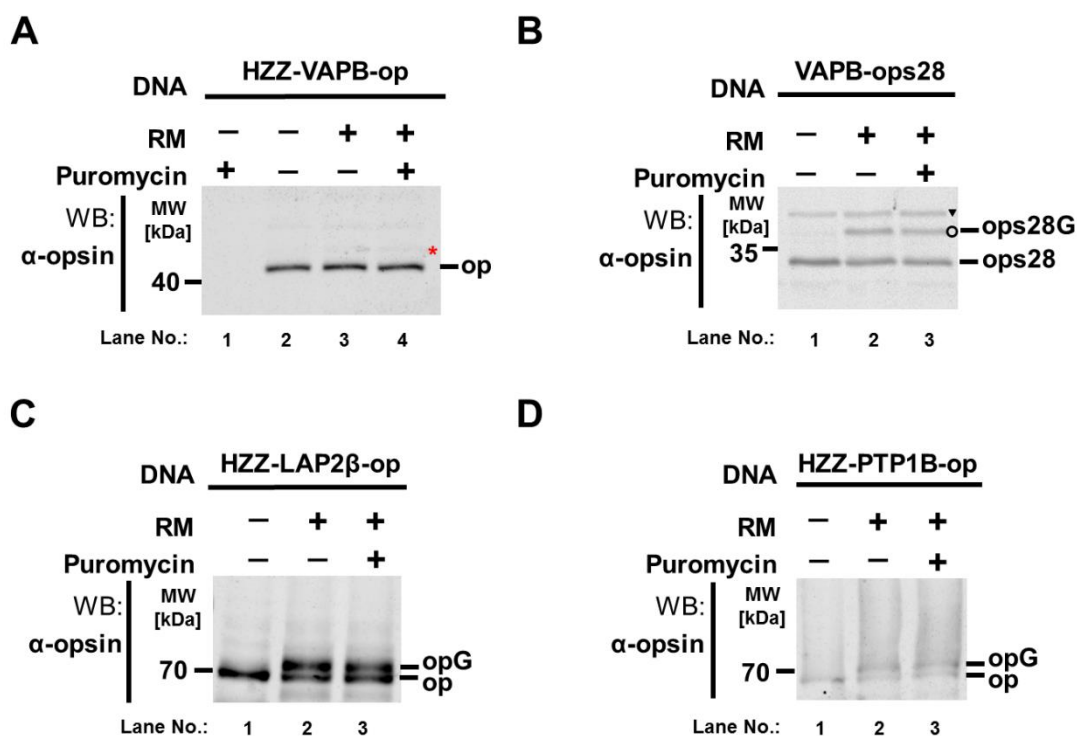 A
HZZ-VAPB-op
DNA
RM − − + +
Puromycin + − − +
WB:
α-opsin
MW
[kDa]
40
*
op
Lane No.: 1 2 3 4
B
VAPB-ops28
DNA
RM − + +
Puromycin − − +
WB:
α-opsin
MW
[kDa]
35
ops28G
ops28
Lane No.: 1 2 3
C
HZZ-LAP2β-op
DNA
RM − + +
Puromycin − − +
WB:
α-opsin
MW
[kDa]
70
opG
op
Lane No.: 1 2 3
D
HZZ-PTP1B-op
DNA
RM − + +
Puromycin − − +
WB:
α-opsin
MW
[kDa]
70
opG
op
Lane No.: 1 2 3